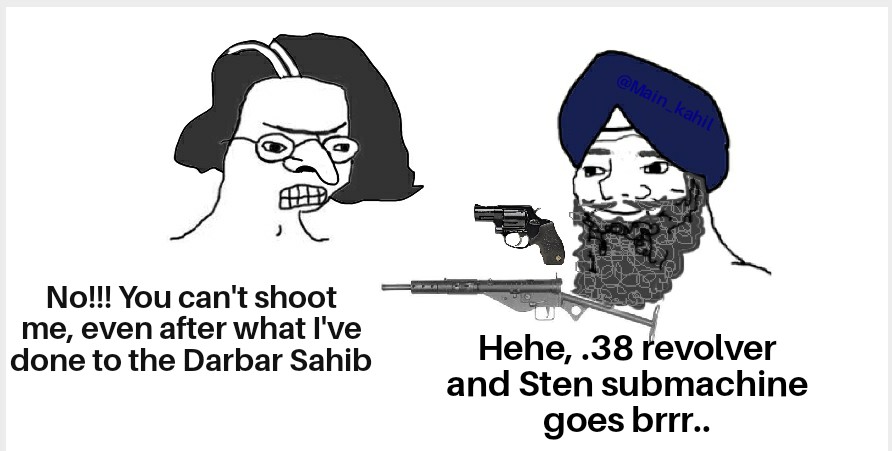 @Main_kahil
No!!! You can't shoot
me, even after what I've
done to the Darbar Sahib
Hehe, .38 revolver
and Sten submachine
goes brrr..